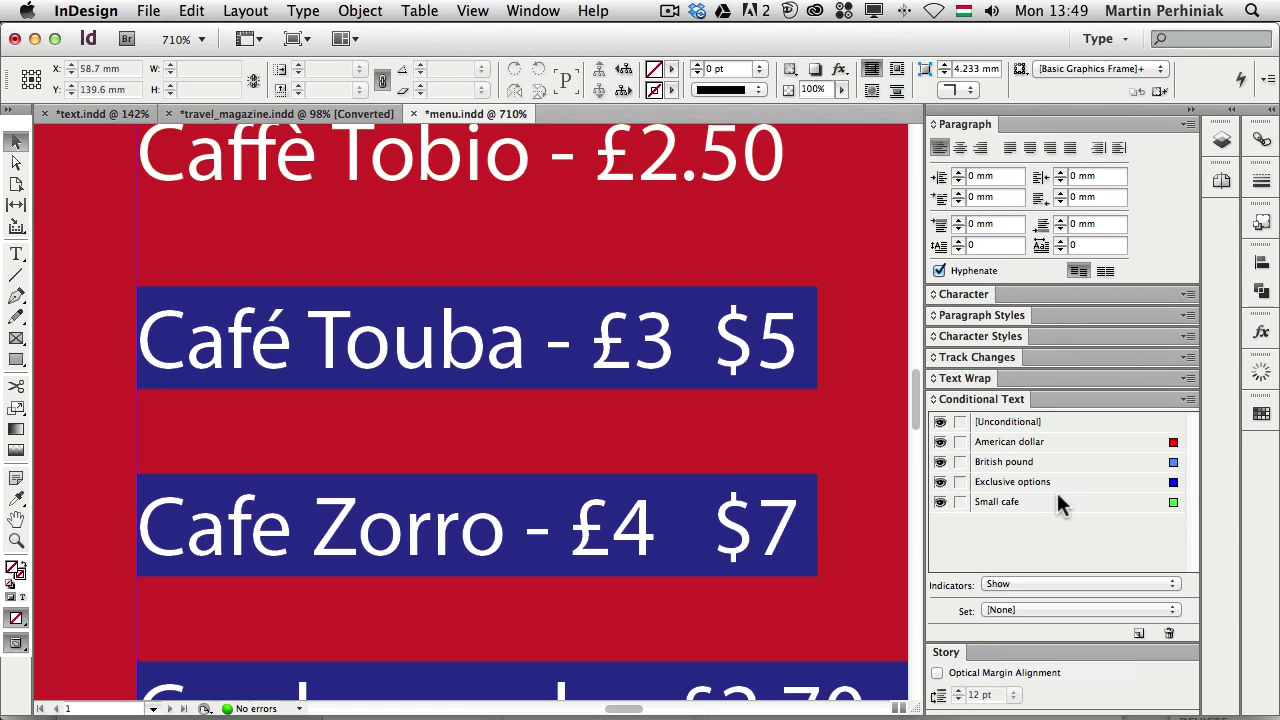 InDesign File Edit Layout Type Object Table View Window Help 2 Mon 13:49 Martin Perhiniak
Id Br 710% Type
X: 58.7 mm W: 0 pt fx 4.233 mm [Basic Graphics Frame]+
Y: 139.6 mm H: P 100%
*text.indd @ 142% *travel_magazine.indd @ 98% [Converted] *menu.indd @ 710%
Caffè Tobio - £2.50
Café Touba - £3 $5
Cafe Zorro - £4 $7
Paragraph
0 mm 0 mm
0 mm 0 mm
0 mm 0 mm
0 0
Hyphenate
Character
Paragraph Styles
Character Styles
Track Changes
Text Wrap
Conditional Text
[Unconditional]
American dollar
British pound
Exclusive options
Small cafe
Indicators: Show
Set: [None]
Story
Optical Margin Alignment
12 pt
fx
1 No errors